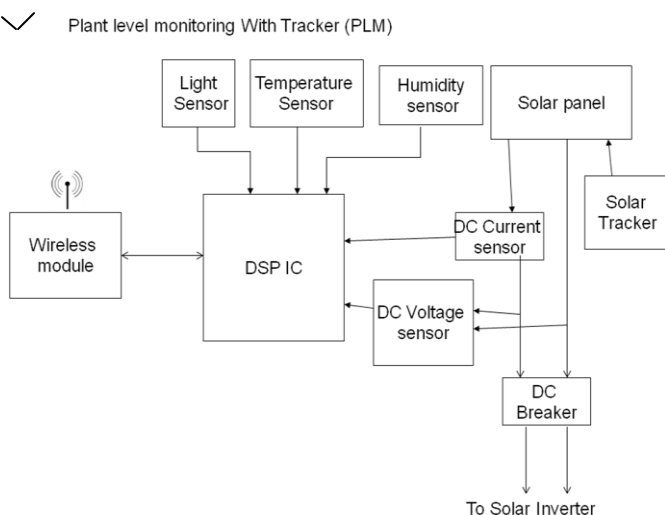 Plant level monitoring With Tracker (PLM)
Light
Sensor
Temperature
Sensor
Humidity
sensor
Solar panel
Solar
Tracker
Wireless
module
DSP IC
DC Current
sensor
DC Voltage
sensor
DC
Breaker
To Solar Inverter